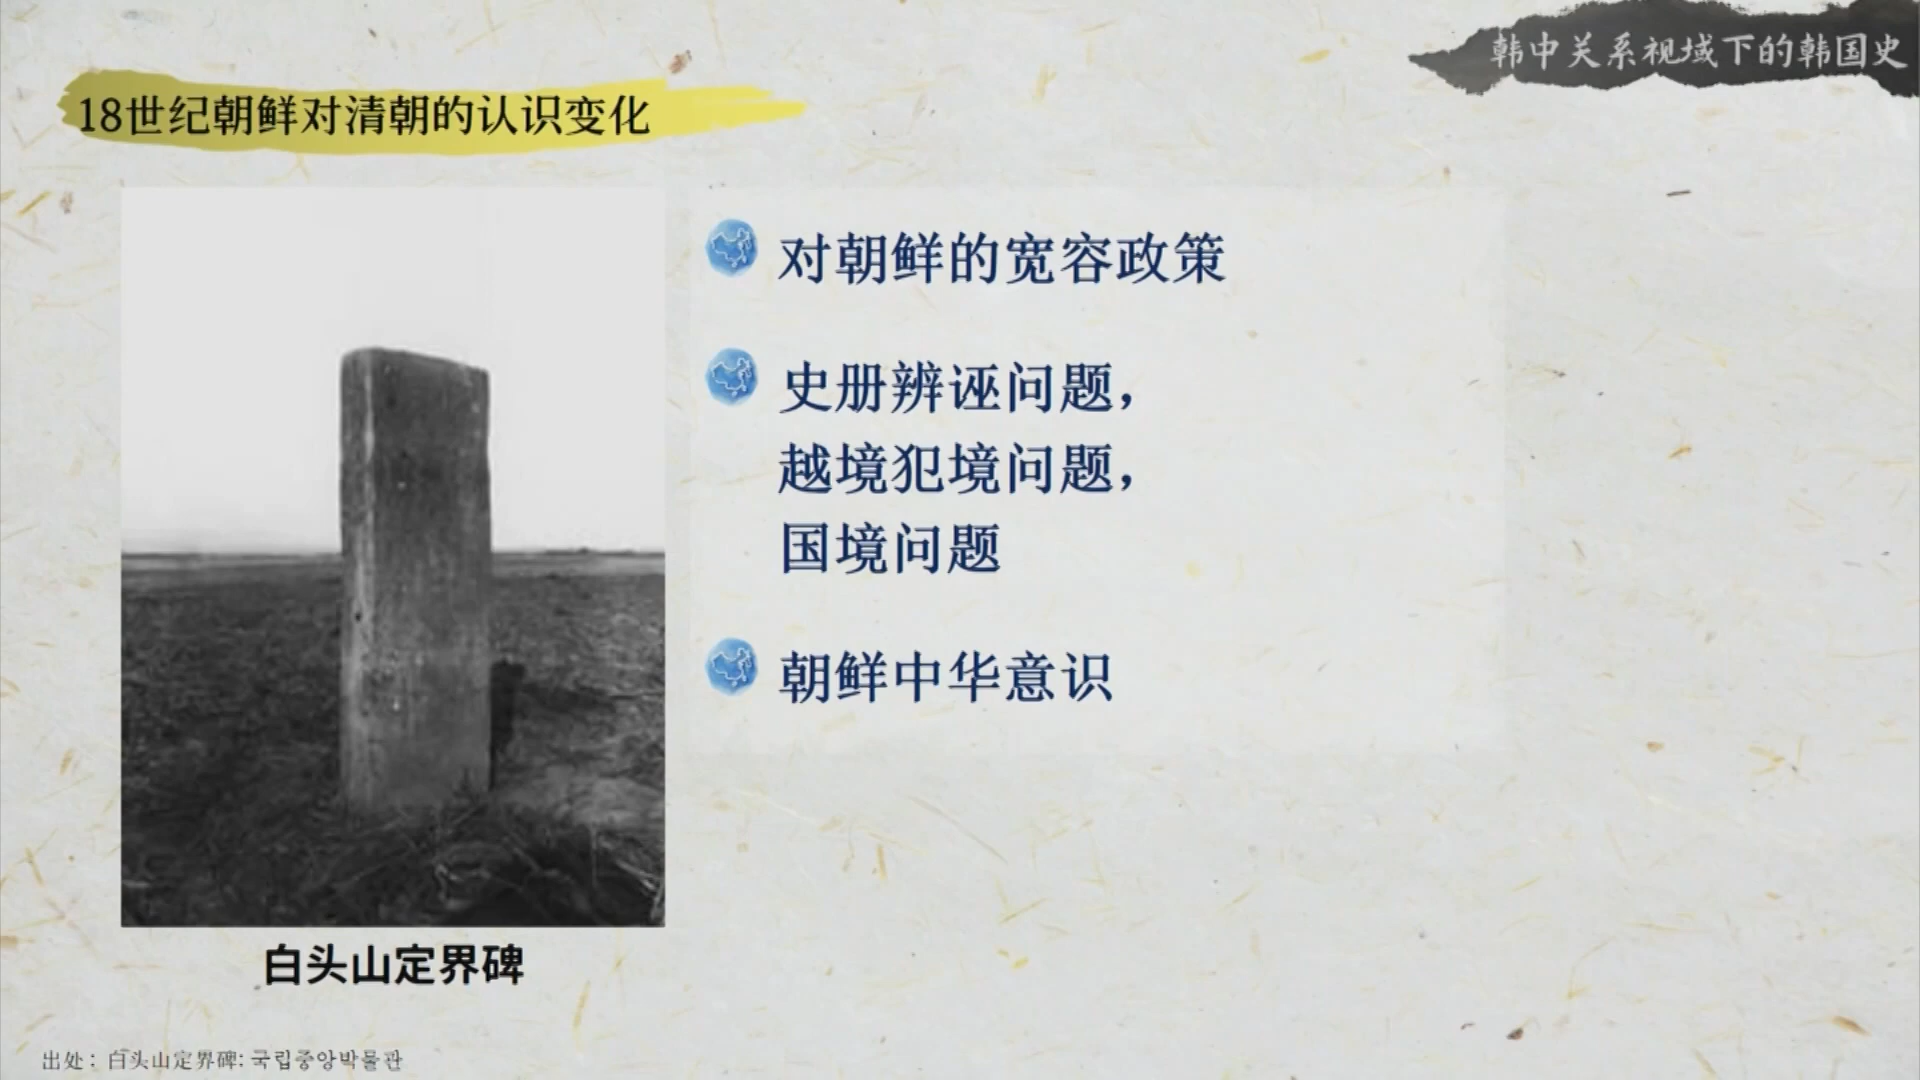 韩中关系视域下的韩国史
18世纪朝鲜对清朝的认识变化
对朝鲜的宽容政策
史册辨诬问题，
越境犯境问题，
国境问题
朝鲜中华意识
白头山定界碑
出处：白头山定界碑: 국립중앙박물관